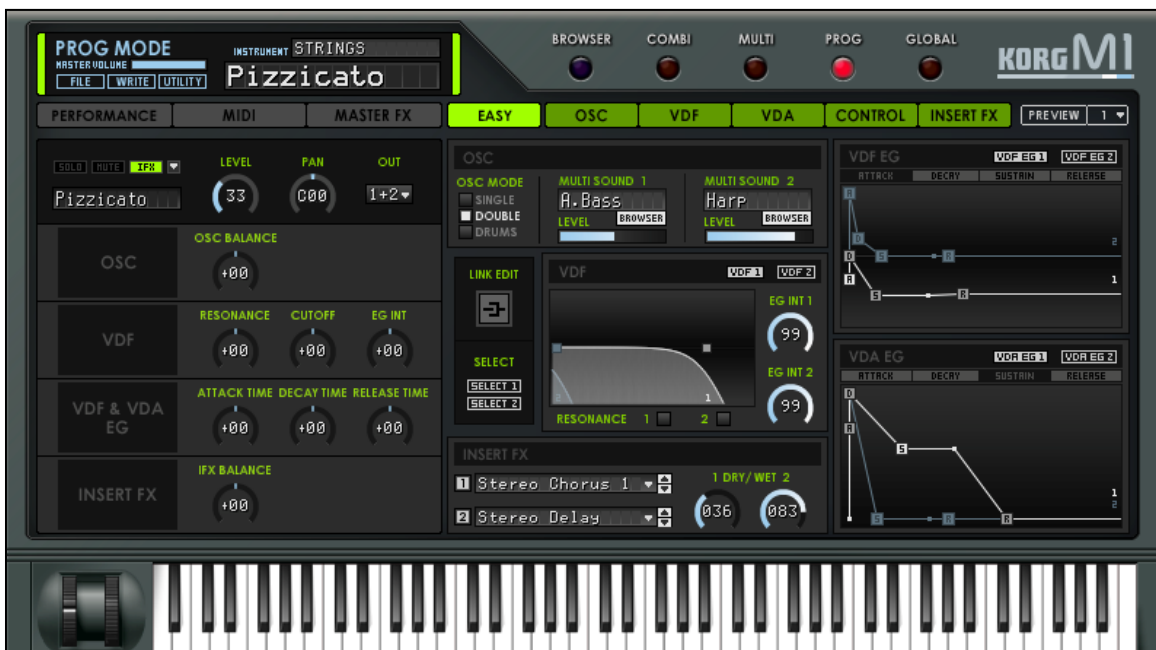 PROG MODE
MASTER VOLUME
FILE WRITE UTILITY
INSTRUMENT STRINGS
Pizzicato
BROWSER COMBI MULTI PROG GLOBAL
KORG M1
PERFORMANCE MIDI MASTER FX EASY OSC VDF VDA CONTROL INSERT FX PREVIEW 1
SOLO MUTE IFX
Pizzicato
LEVEL PAN OUT
33 C00 1+2
OSC
OSC BALANCE
+00
VDF
RESONANCE CUTOFF EG INT
+00 +00 +00
VDF & VDA
EG
ATTACK TIME DECAY TIME RELEASE TIME
+00 +00 +00
INSERT FX
IFX BALANCE
+00
OSC
OSC MODE
SINGLE
DOUBLE
DRUMS
MULTI SOUND 1
A.Bass
LEVEL BROWSER
MULTI SOUND 2
Harp
LEVEL BROWSER
LINK EDIT
SELECT
SELECT 1
SELECT 2
VDF VDF 1 VDF 2
2 1
RESONANCE 1 2
EG INT 1
99
EG INT 2
99
INSERT FX
1 Stereo Chorus 1
2 Stereo Delay
1 DRY/WET 2
036 083
VDF EG VDF EG 1 VDF EG 2
ATTACK DECAY SUSTAIN RELEASE
A
D
D S R 2
A 1
S R
VDA EG VDA EG 1 VDA EG 2
ATTACK DECAY SUSTAIN RELEASE
D
A
S
1
2
S R R